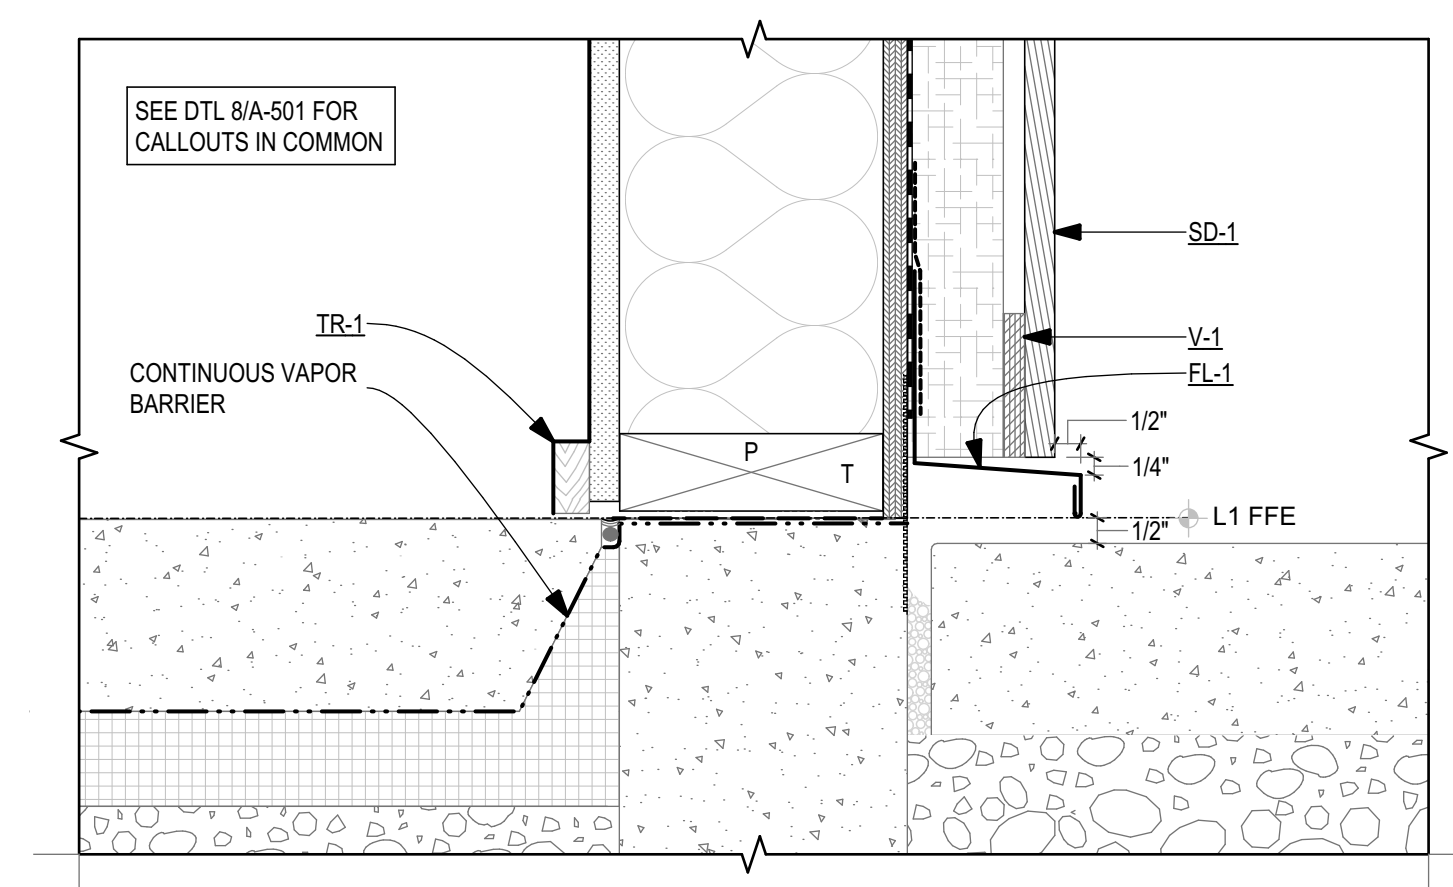 SEE DTL 8/A-501 FOR
CALLOUTS IN COMMON
SD-1
TR-1
V-1
CONTINUOUS VAPOR
BARRIER
FL-1
1/2"
P
1/4"
T
L1 FFE
1/2"